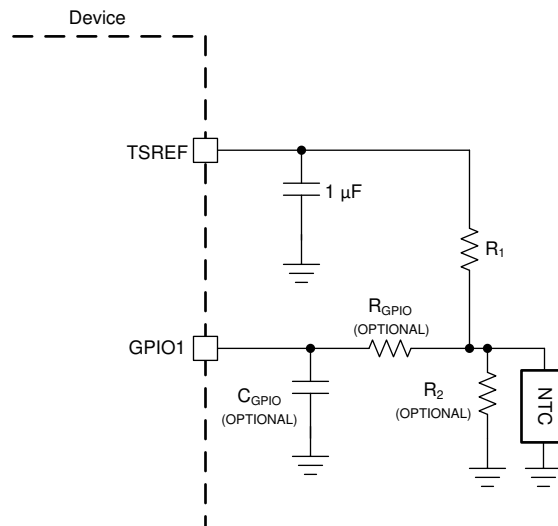 Device
TSREF
1 µF
R1
RGPIO
(OPTIONAL)
GPIO1
CGPIO
(OPTIONAL)
R2
(OPTIONAL)
NTC